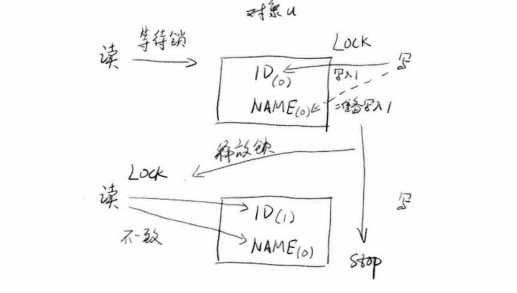 对象u
等待锁
LOCK
读
写入1
写
ID(0)
NAME(0)
准备写入1
释放锁
LOCK
读
写
ID(1)
不一致
NAME(0)
stop